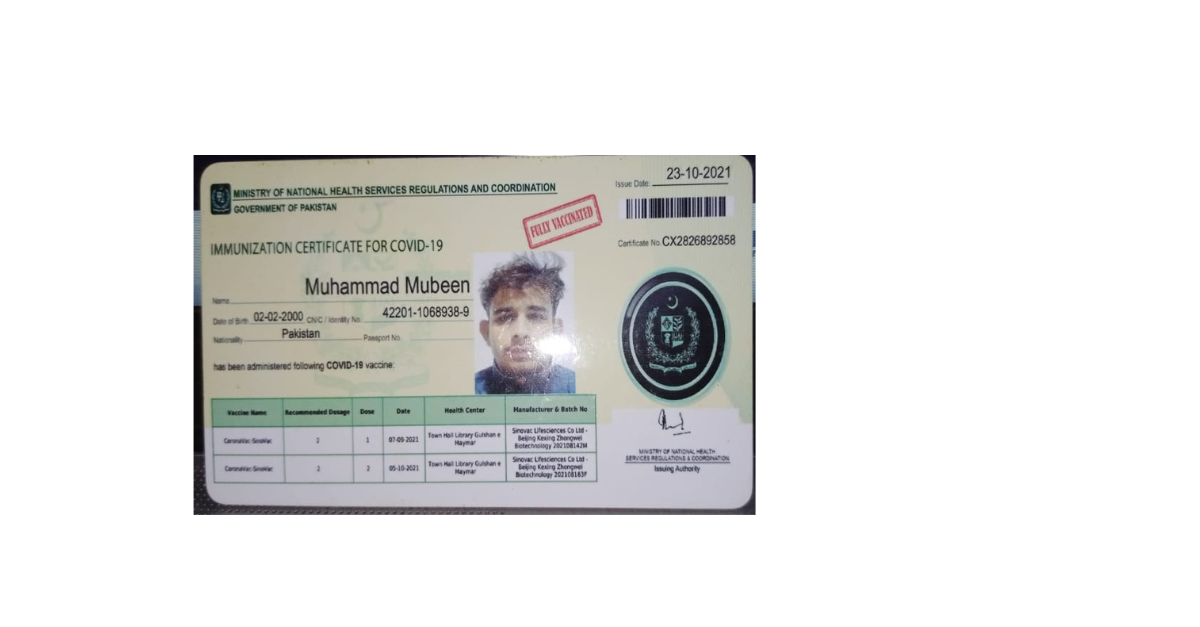 MINISTRY OF NATIONAL HEALTH SERVICES REGULATIONS AND COORDINATION
GOVERNMENT OF PAKISTAN
Issue Date: 23-10-2021
FULLY VACCINATED
Certificate No. CX2826892858
IMMUNIZATION CERTIFICATE FOR COVID-19
Name Muhammad Mubeen
Date of Birth 02-02-2000 CNIC / Identity No. 42201-1068938-9
Nationality Pakistan Passport No.
has been administered following COVID-19 vaccine:
Vaccine Name Recommended Dosage Dose Date Health Center Manufacturer & Batch No
CoronaVac-SinoVac 2 1 07-09-2021 Town Hall Library Gulshan e Haymar Sinovac Lifesciences Co Ltd - Beijing Kexing Zhongwei Biotechnology 202108142M
CoronaVac-SinoVac 2 2 05-10-2021 Town Hall Library Gulshan e Haymar Sinovac Lifesciences Co Ltd - Beijing Kexing Zhongwei Biotechnology
MINISTRY OF NATIONAL HEALTH
SERVICES REGULATIONS & COORDINATION
Issuing Authority